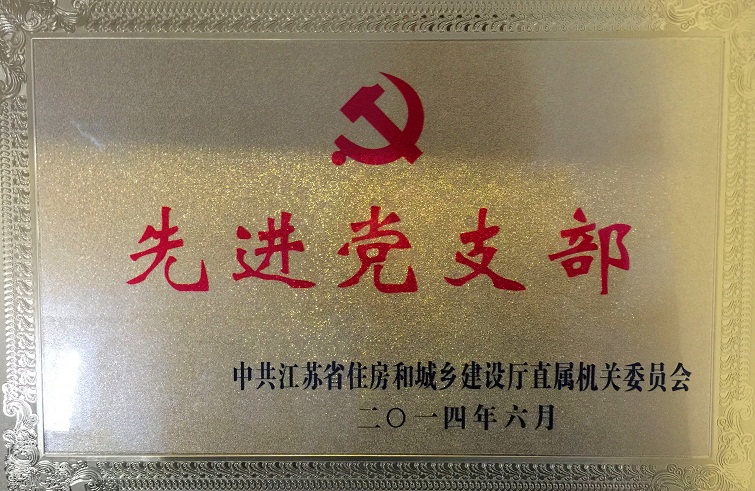 先进党支部
中共江苏省住房和城乡建设厅直属机关委员会
二〇一四年六月